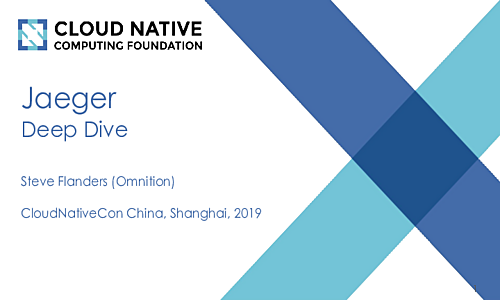 CLOUD NATIVE
COMPUTING FOUNDATION
Jaeger
Deep Dive
Steve Flanders (Omnition)
CloudNativeCon China, Shanghai, 2019